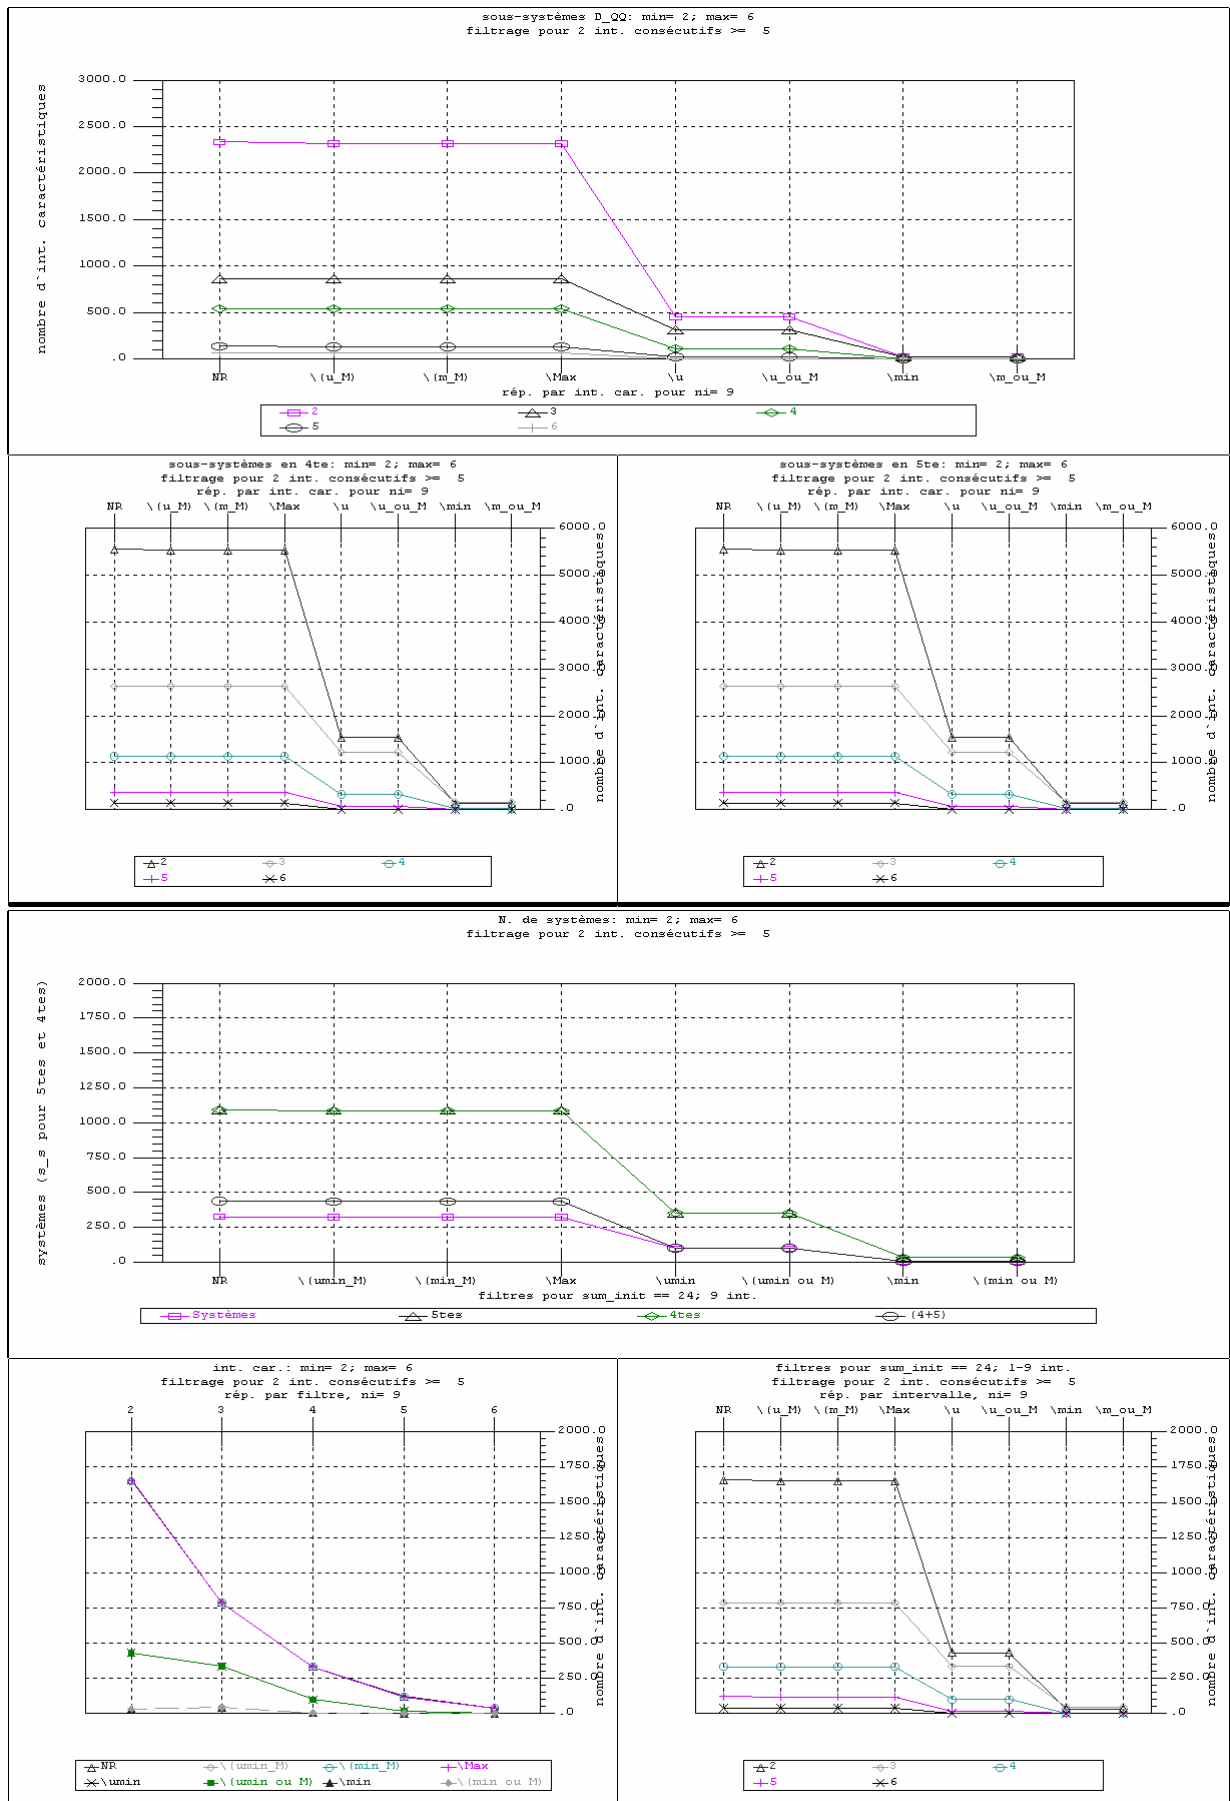 sous-systèmes D_QQ: min= 2; max= 6
filtrage pour 2 int. consécutifs >=  5
nombre d`int. caractéristiques
3000.0
2500.0
2000.0
1500.0
1000.0
500.0
.0
NR \(u_M) \(m_M) \Max \u \u_ou_M \min \m_ou_M
rép. par int. car. pour ni= 9
2 3 4
5 6
sous-systèmes en 4te: min= 2; max= 6
filtrage pour 2 int. consécutifs >=  5
rép. par int. car. pour ni= 9
NR \(u_M) \(m_M) \Max \u \u_ou_M \min \m_ou_M
6000.0
5000.0
4000.0
3000.0
2000.0
1000.0
.0
nombre d`int. caractéristiques
2 3 4
5 6
sous-systèmes en 5te: min= 2; max= 6
filtrage pour 2 int. consécutifs >=  5
rép. par int. car. pour ni= 9
NR \(u_M) \(m_M) \Max \u \u_ou_M \min \m_ou_M
6000.0
5000.0
4000.0
3000.0
2000.0
1000.0
.0
nombre d`int. caractéristiques
2 3 4
5 6
N. de systèmes: min= 2; max= 6
filtrage pour 2 int. consécutifs >=  5
systèmes (s_s pour 5tes et 4tes)
2000.0
1750.0
1500.0
1250.0
1000.0
750.0
500.0
250.0
.0
NR \(umin_M) \(min_M) \Max \umin \(umin ou M) \min \(min ou M)
filtres pour sum_init == 24; 9 int.
Systèmes 5tes 4tes (4+5)
int. car.: min= 2; max= 6
filtrage pour 2 int. consécutifs >=  5
rép. par filtre, ni= 9
2 3 4 5 6
2000.0
1750.0
1500.0
1250.0
1000.0
750.0
500.0
250.0
.0
nombre d`int. caractéristiques
NR \(umin_M) \(min_M) \Max
\umin \(umin ou M) \min \(min ou M)
filtres pour sum_init == 24; 1-9 int.
filtrage pour 2 int. consécutifs >=  5
rép. par intervalle, ni= 9
NR \(u_M) \(m_M) \Max \u \u_ou_M \min \m_ou_M
2000.0
1750.0
1500.0
1250.0
1000.0
750.0
500.0
250.0
.0
nombre d`int. caractéristiques
2 3 4
5 6